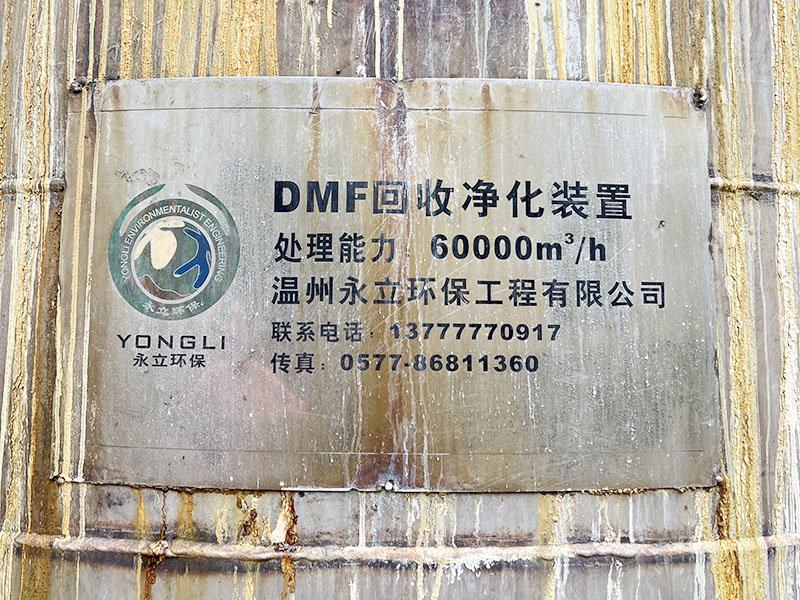 YONGLI ENVIRONMENTALIST ENGINEERING
永立环保
YONGLI
永立环保
DMF回收净化装置
处理能力：60000m³/h
温州永立环保工程有限公司
联系电话：13777770917
传真：0577-86811360